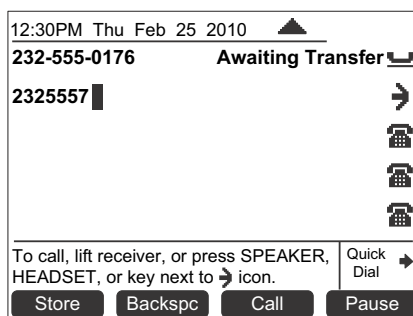 12:30PM Thu Feb 25 2010
232-555-0176 Awaiting Transfer
2325557
To call, lift receiver, or press SPEAKER,
HEADSET, or key next to icon.
Quick
Dial
Store Backspc Call Pause